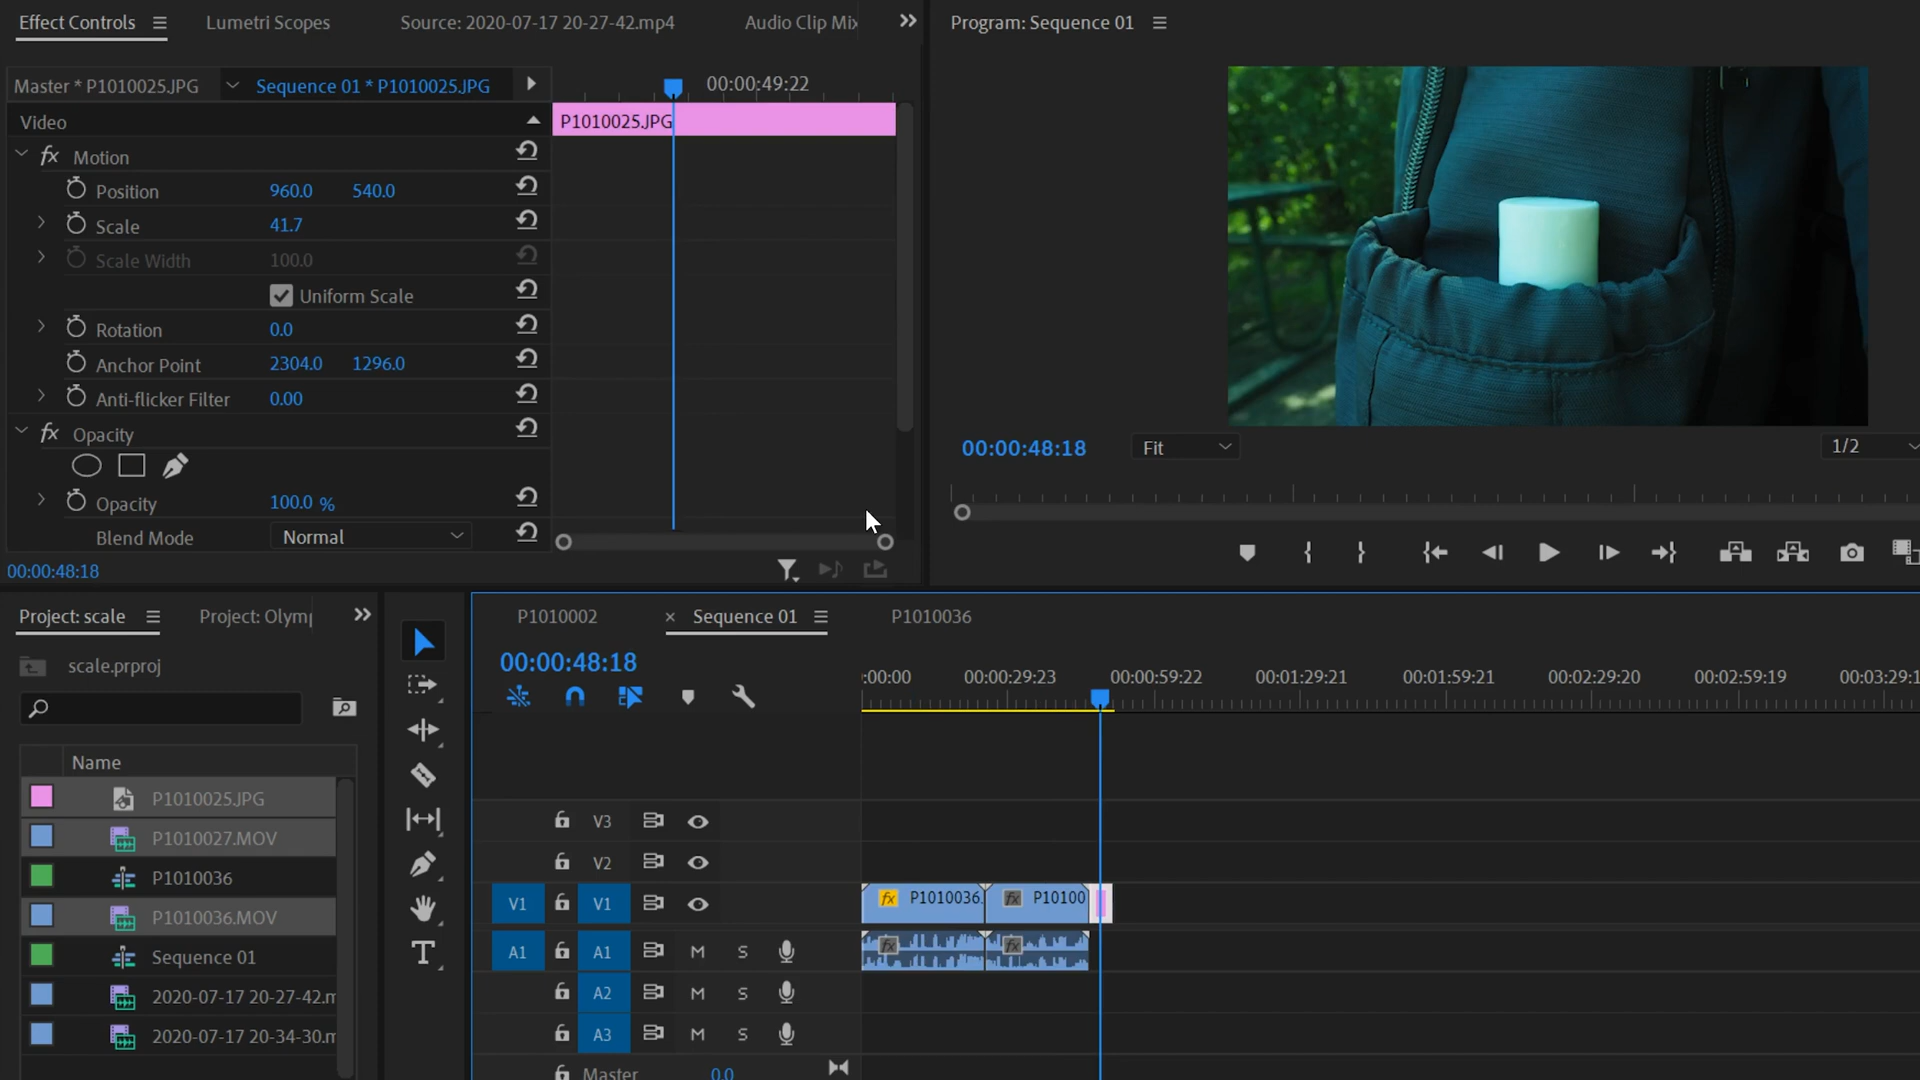 Effect Controls
Lumetri Scopes
Source: 2020-07-17 20-27-42.mp4
Audio Clip Mix
Program: Sequence 01
Master * P1010025.JPG
Sequence 01 * P1010025.JPG
00:00:49:22
Video
P1010025.JPG
fx Motion
Position 960.0 540.0
Scale 41.7
Scale Width 100.0
Uniform Scale
Rotation 0.0
Anchor Point 2304.0 1296.0
Anti-flicker Filter 0.00
fx Opacity
Opacity 100.0 %
Blend Mode Normal
00:00:48:18
00:00:48:18
Fit
1/2
Project: scale
Project: Olym
scale.prproj
Name
P1010025.JPG
P1010027.MOV
P1010036
P1010036.MOV
Sequence 01
2020-07-17 20-27-42.m
2020-07-17 20-34-30.m
P1010002
× Sequence 01
P1010036
00:00:48:18
:00:00 00:00:29:23 00:00:59:22 00:01:29:21 00:01:59:21 00:02:29:20 00:02:59:19 00:03:29:1
V3
V2
V1 V1 fx P1010036. fx P10100
A1 A1 M S fx fx
A2 M S
A3 M S
Master 0.0